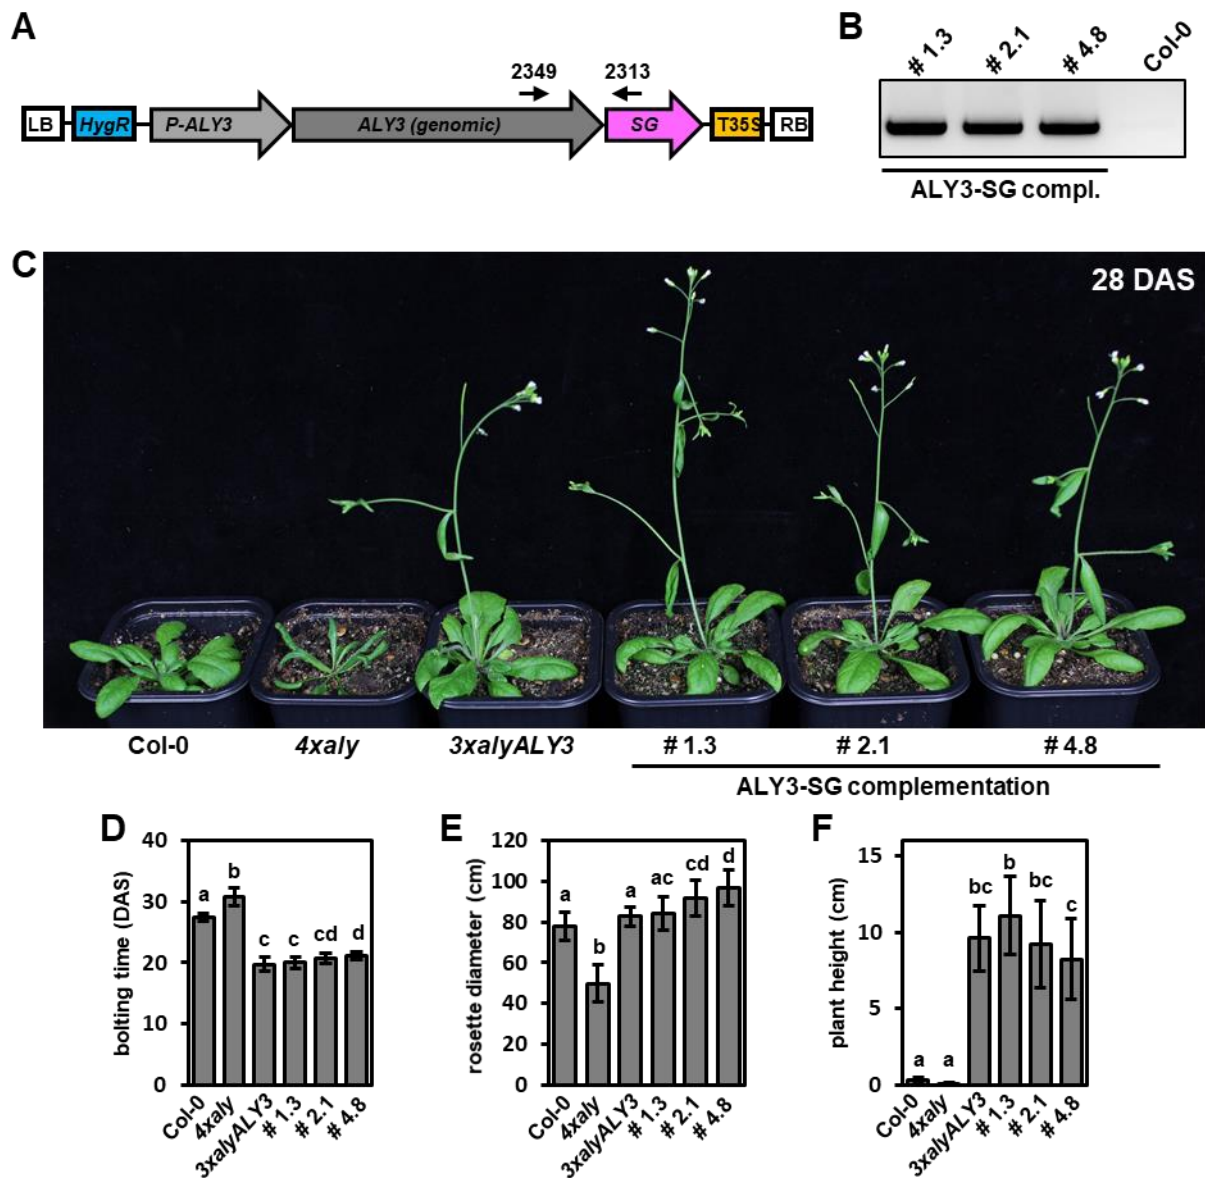 A
2349 2313
LB HygR P-ALY3 ALY3 (genomic) SG T35S RB
B
# 1.3 # 2.1 # 4.8 Col-0
ALY3-SG compl.
C
28 DAS
Col-0 4xaly 3xalyALY3 # 1.3 # 2.1 # 4.8
ALY3-SG complementation
D
bolting time (DAS)
40
30
20
10
0
a b c c cd d
Col-0 4xaly 3xalyALY3 # 1.3 # 2.1 # 4.8
E
rosette diameter (cm)
120
100
80
60
40
20
0
a b a ac cd d
Col-0 4xaly 3xalyALY3 # 1.3 # 2.1 # 4.8
F
plant height (cm)
15
10
5
0
a a bc b bc c
Col-0 4xaly 3xalyALY3 # 1.3 # 2.1 # 4.8